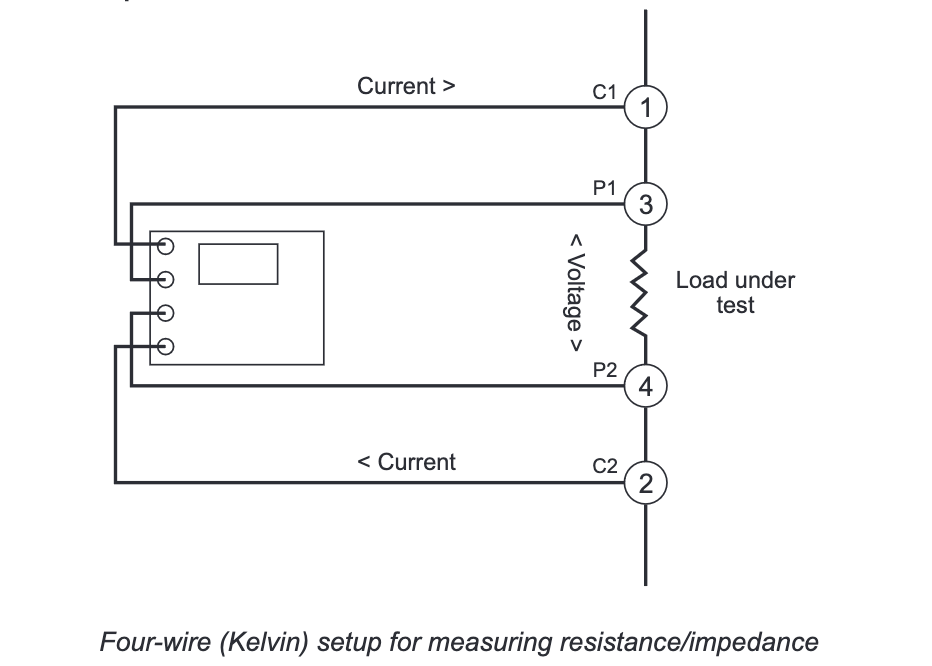 Current >
C1
1
P1
3
< Voltage >
Load under
test
P2
4
< Current
C2
2
Four-wire (Kelvin) setup for measuring resistance/impedance